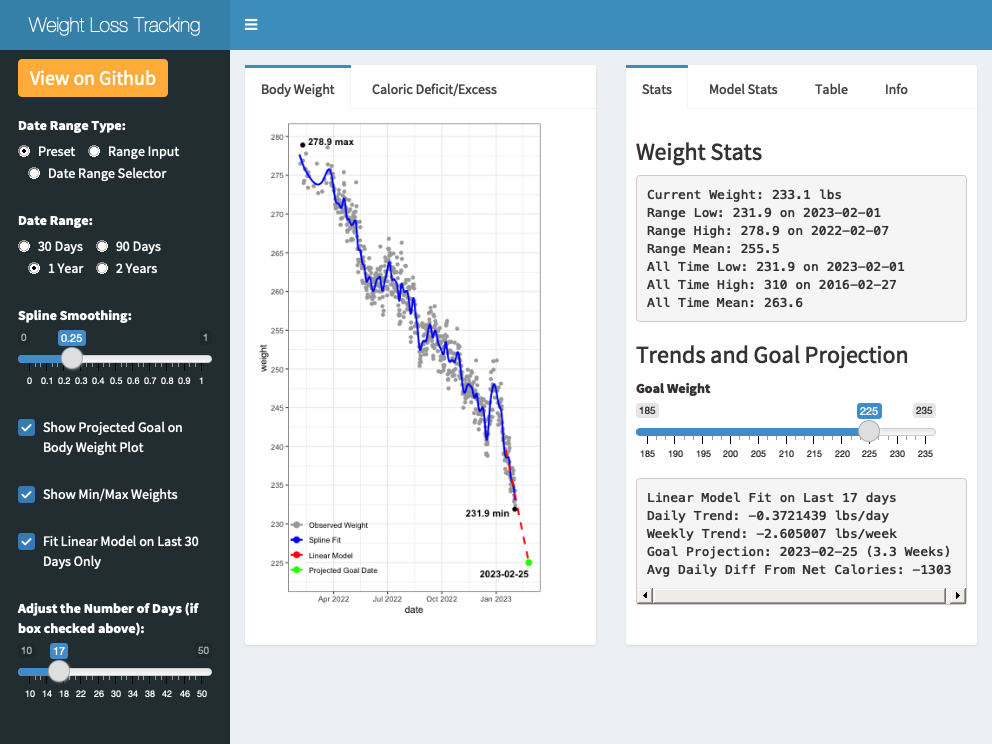 Weight Loss Tracking
View on Github
Date Range Type:
Preset Range Input
Date Range Selector
Date Range:
30 Days 90 Days
1 Year 2 Years
Spline Smoothing:
0 0.25 1
0 0.1 0.2 0.3 0.4 0.5 0.6 0.7 0.8 0.9 1
Show Projected Goal on
Body Weight Plot
Show Min/Max Weights
Fit Linear Model on Last 30
Days Only
Adjust the Number of Days (if
box checked above):
10 17 50
10 14 18 22 26 30 34 38 42 46 50
Body Weight Caloric Deficit/Excess
278.9 max
280
275
270
265
260
255
250
245
240
235
230
225
weight
231.9 min
Observed Weight
Spline Fit
Linear Model
Projected Goal Date
2023-02-25
Apr 2022 Jul 2022 Oct 2022 Jan 2023
date
Stats Model Stats Table Info
Weight Stats
Current Weight: 233.1 lbs
Range Low: 231.9 on 2023-02-01
Range High: 278.9 on 2022-02-07
Range Mean: 255.5
All Time Low: 231.9 on 2023-02-01
All Time High: 310 on 2016-02-27
All Time Mean: 263.6
Trends and Goal Projection
Goal Weight
185 225 235
185 190 195 200 205 210 215 220 225 230 235
Linear Model Fit on Last 17 days
Daily Trend: -0.3721439 lbs/day
Weekly Trend: -2.605007 lbs/week
Goal Projection: 2023-02-25 (3.3 Weeks)
Avg Daily Diff From Net Calories: -1303